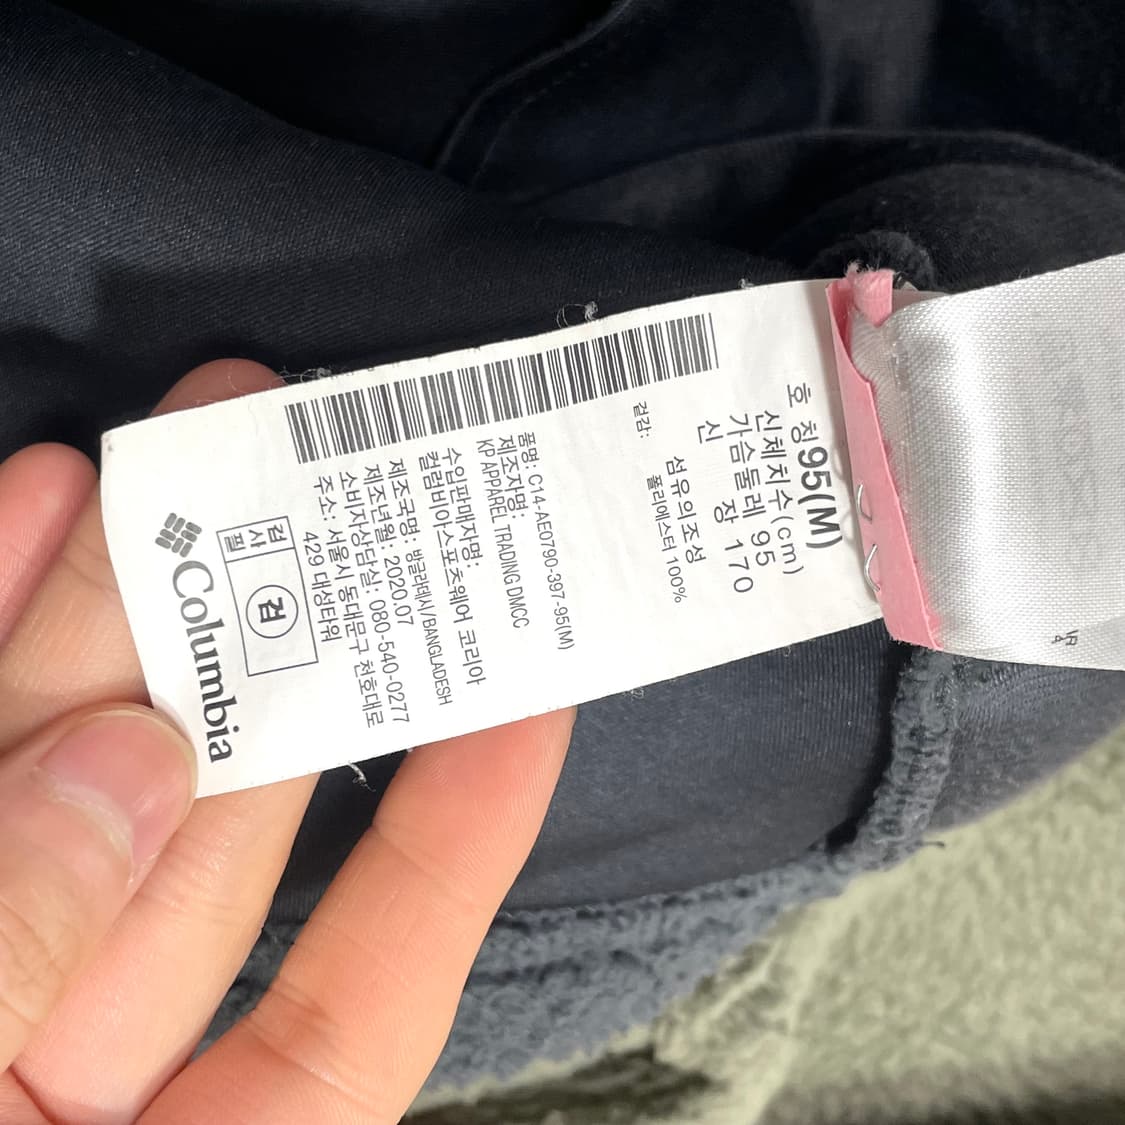 호 칭 95(M)
신체치수(cm)
가슴둘레 95
신 장 170
섬유의조성
겉감: 폴리에스터 100%
품명: C14-AE0790-397-95(M)
제조자명:
KP APPAREL TRADING DMCC
수입판매자명:
컬럼비아스포츠웨어 코리아
제조국명: 방글라데시/BANGLADESH
제조년월: 2020.07
소비자상담실: 080-540-0277
주소: 서울시 동대문구 천호대로
429 대성타워
검사필
검
Columbia